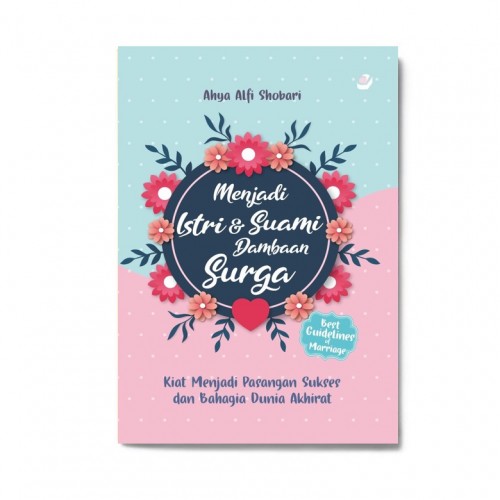 Ahya Alfi Shobari
Menjadi
Istri & Suami
Dambaan
Surga
Best
Guidelines
of
Marriage
Kiat Menjadi Pasangan Sukses
dan Bahagia Dunia Akhirat